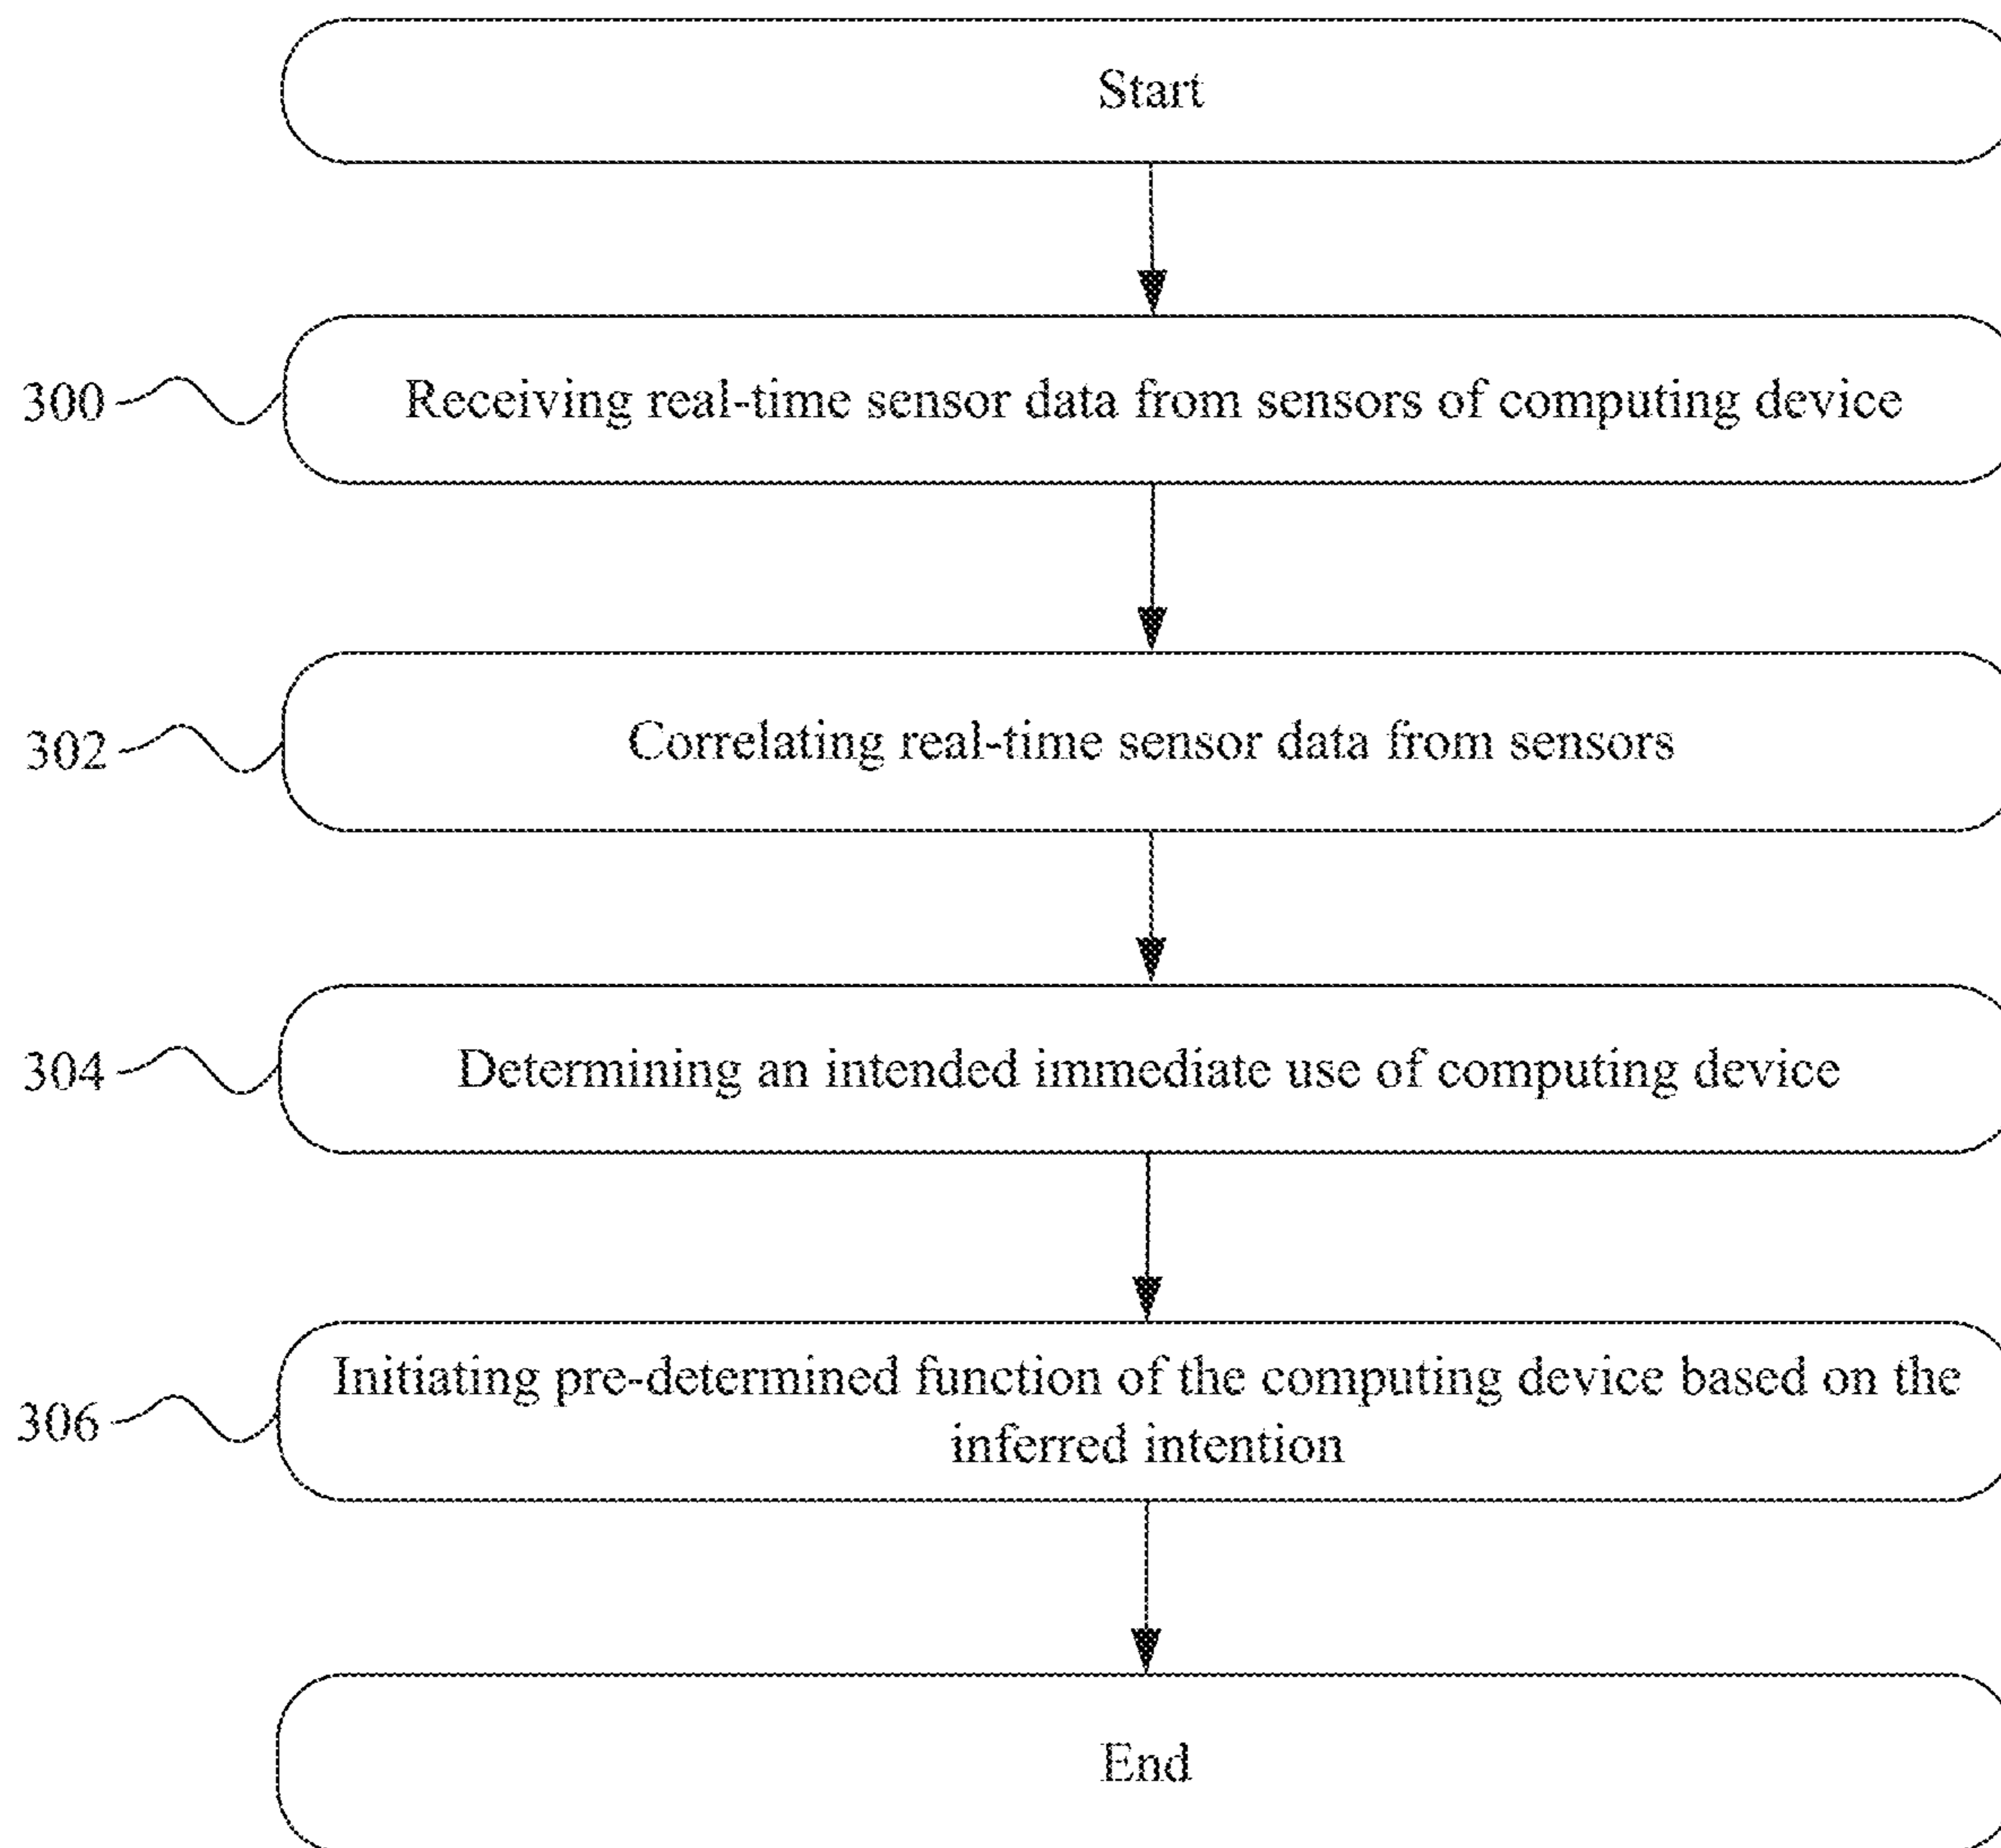 Start
300
Receiving real-time sensor data from sensors of computing device
302
Correlating real-time sensor data from sensors
304
Determining an intended immediate use of computing device
306
Initiating pre-determined function of the computing device based on the
inferred intention
End